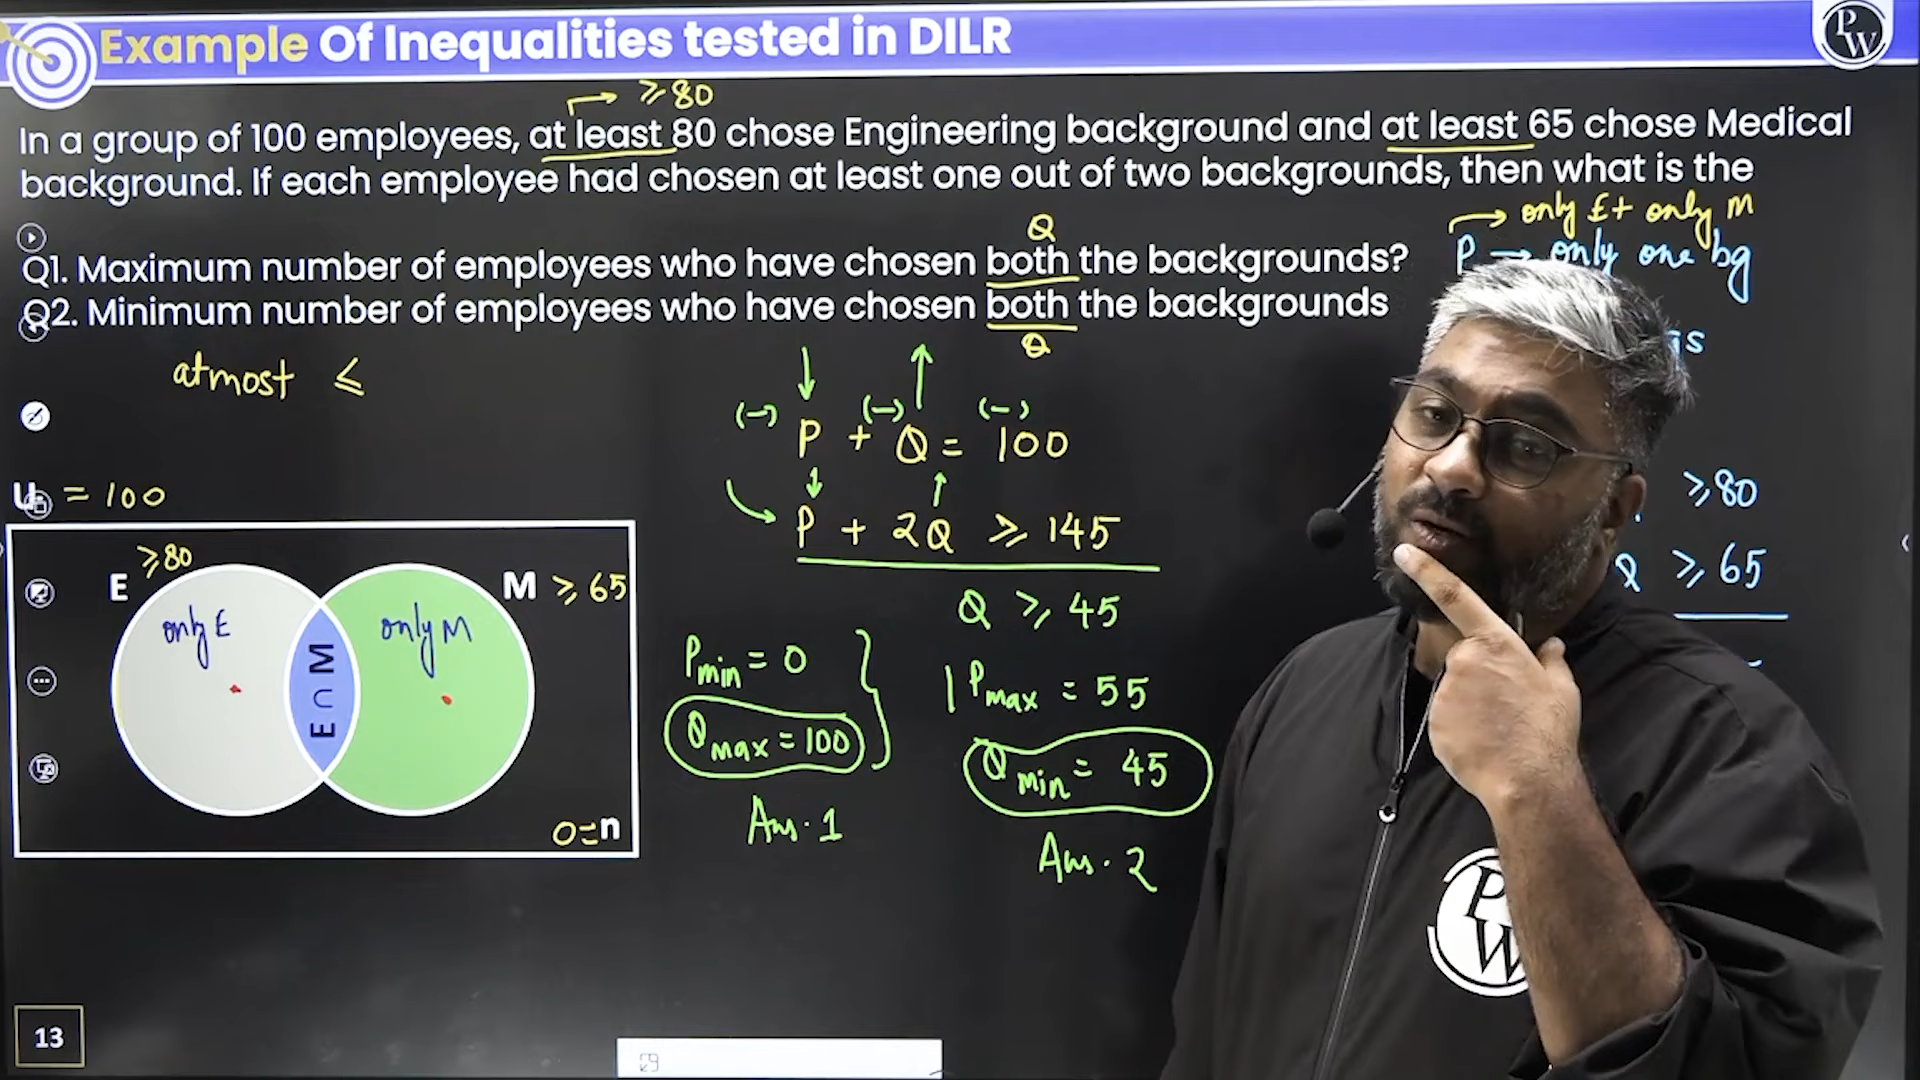 Example Of Inequalities tested in DILR
PW
→ ≥ 80
In a group of 100 employees, at least 80 chose Engineering background and at least 65 chose Medical
background. If each employee had chosen at least one out of two backgrounds, then what is the
→ only E + only M
Q
P → only one bg
Q1. Maximum number of employees who have chosen both the backgrounds?
Q2. Minimum number of employees who have chosen both the backgrounds
Q
atmost ≤
(-) (-) (-)
P + Q = 100
U = 100
P + 2Q ≥ 145
≥ 80
≥80
E M ≥ 65
Q ≥ 65
only E only M
E ∩ M
Q ≥ 45
Pmin = 0
Pmax = 55
Qmax = 100
Qmin = 45
Ans. 1
Ans. 2
0=n
PW
13